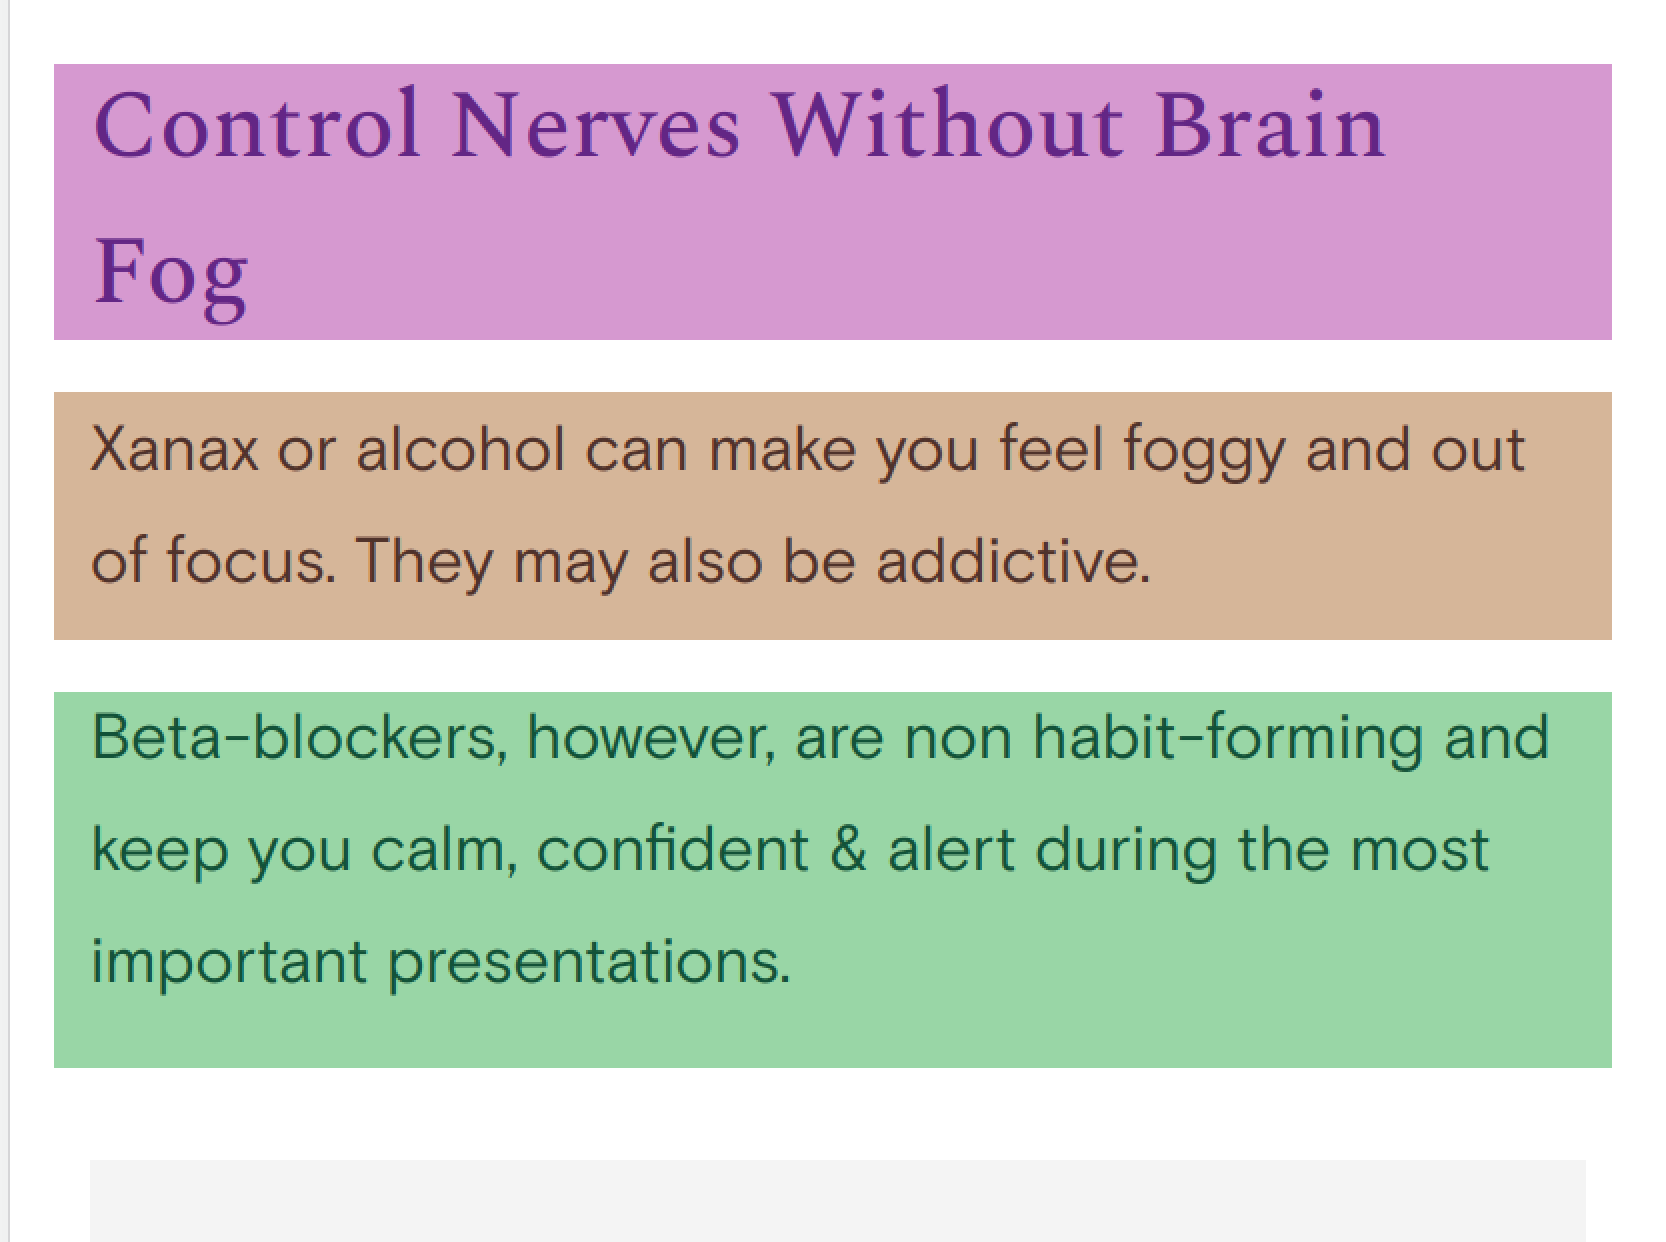 Control Nerves Without Brain
Fog
Xanax or alcohol can make you feel foggy and out
of focus. They may also be addictive.
Beta-blockers, however, are non habit-forming and
keep you calm, confident & alert during the most
important presentations.